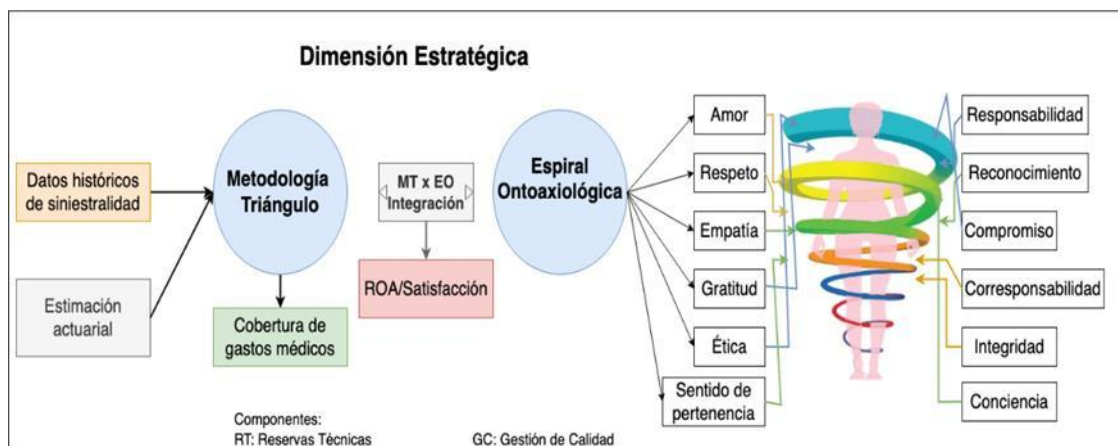 Dimensión Estratégica
Datos históricos
de siniestralidad
Estimación
actuarial
Metodología
Triángulo
Cobertura de
gastos médicos
MT x EO
Integración
ROA/Satisfacción
Espiral
Ontoaxiológica
Amor
Respeto
Empatía
Gratitud
Ética
Sentido de
pertenencia
Responsabilidad
Reconocimiento
Compromiso
Corresponsabilidad
Integridad
Conciencia
Componentes:
RT: Reservas Técnicas
GC: Gestión de Calidad